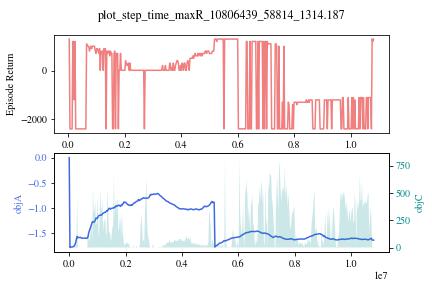 plot_step_time_maxR_10806439_58814_1314.187
Episode Return
0
−2000
0.0 0.2 0.4 0.6 0.8 1.0
objA
0.0
−0.5
−1.0
−1.5
750
500
250
0
objC
0.0 0.2 0.4 0.6 0.8 1.0
1e7